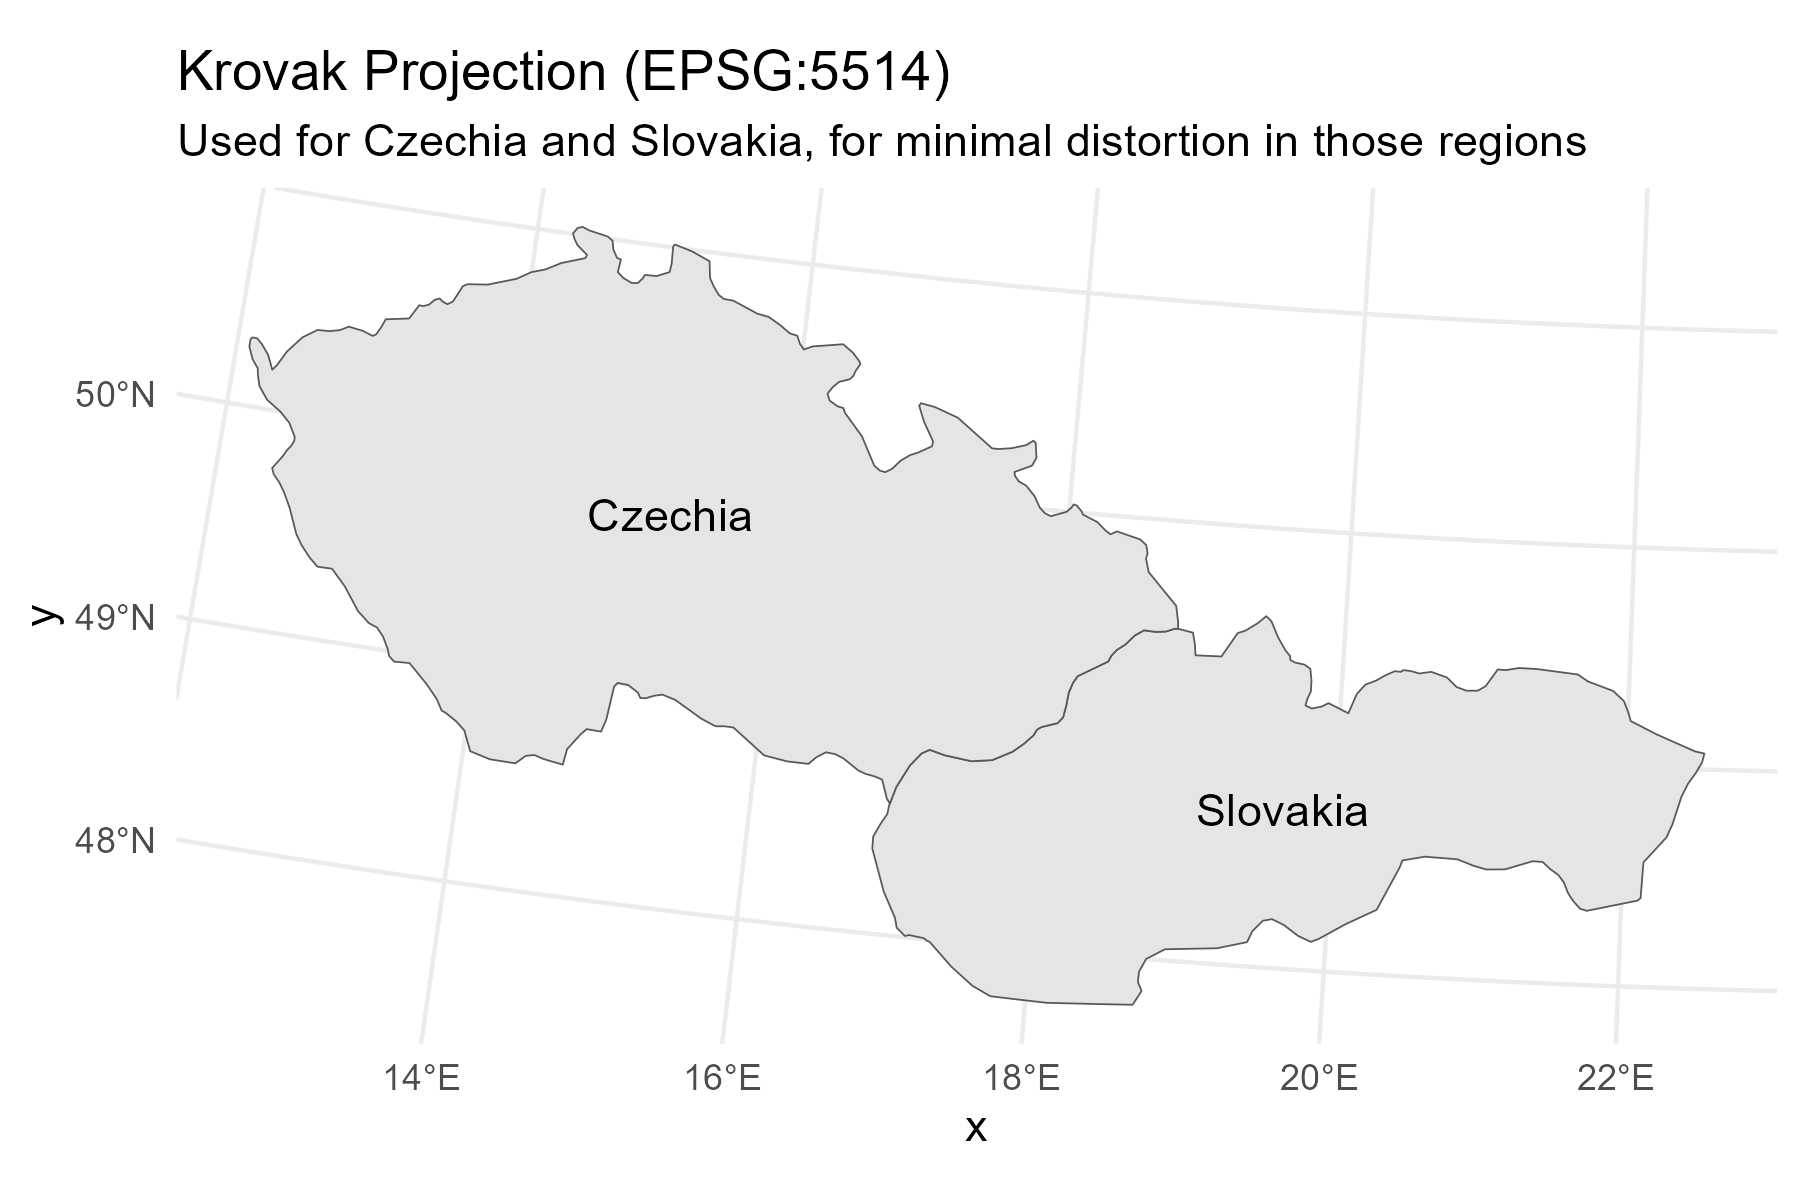 Krovak Projection (EPSG:5514)
Used for Czechia and Slovakia, for minimal distortion in those regions
50°N
49°N
48°N
y
Czechia
Slovakia
14°E
16°E
18°E
20°E
22°E
x